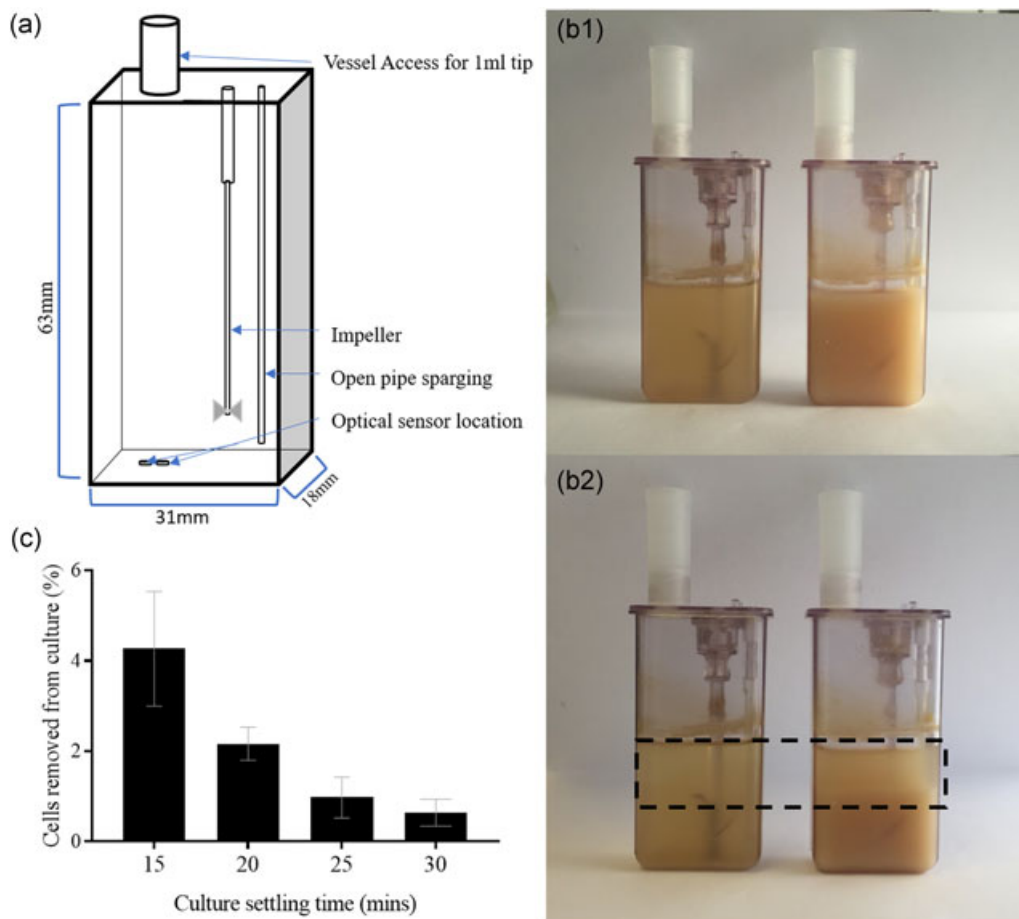 (a)
Vessel Access for 1ml tip
63mm
Impeller
Open pipe sparging
Optical sensor location
18mm
31mm
(b1)
(b2)
(c)
Cells removed from culture (%)
6
4
2
0
15 20 25 30
Culture settling time (mins)